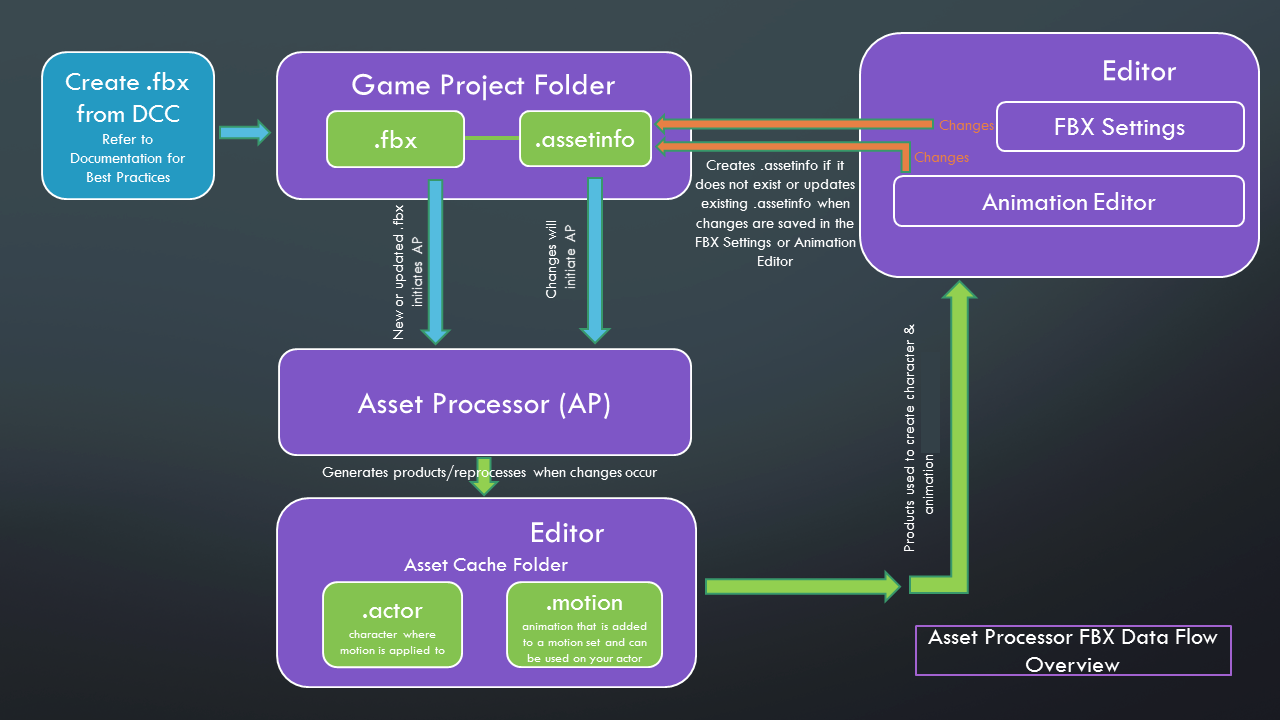 Create .fbx
from DCC
Refer to
Documentation for
Best Practices
Game Project Folder
.fbx
.assetinfo
Editor
FBX Settings
Changes
Changes
Animation Editor
Creates .assetinfo if it
does not exist or updates
existing .assetinfo when
changes are saved in the
FBX Settings or Animation
Editor
New or updated .fbx
initiates AP
Changes will
initiate AP
Asset Processor (AP)
Generates products/reprocesses when changes occur
Editor
Asset Cache Folder
.actor
character where
motion is applied to
.motion
animation that is added
to a motion set and can
be used on your actor
Products used to create character &
animation
Asset Processor FBX Data Flow
Overview